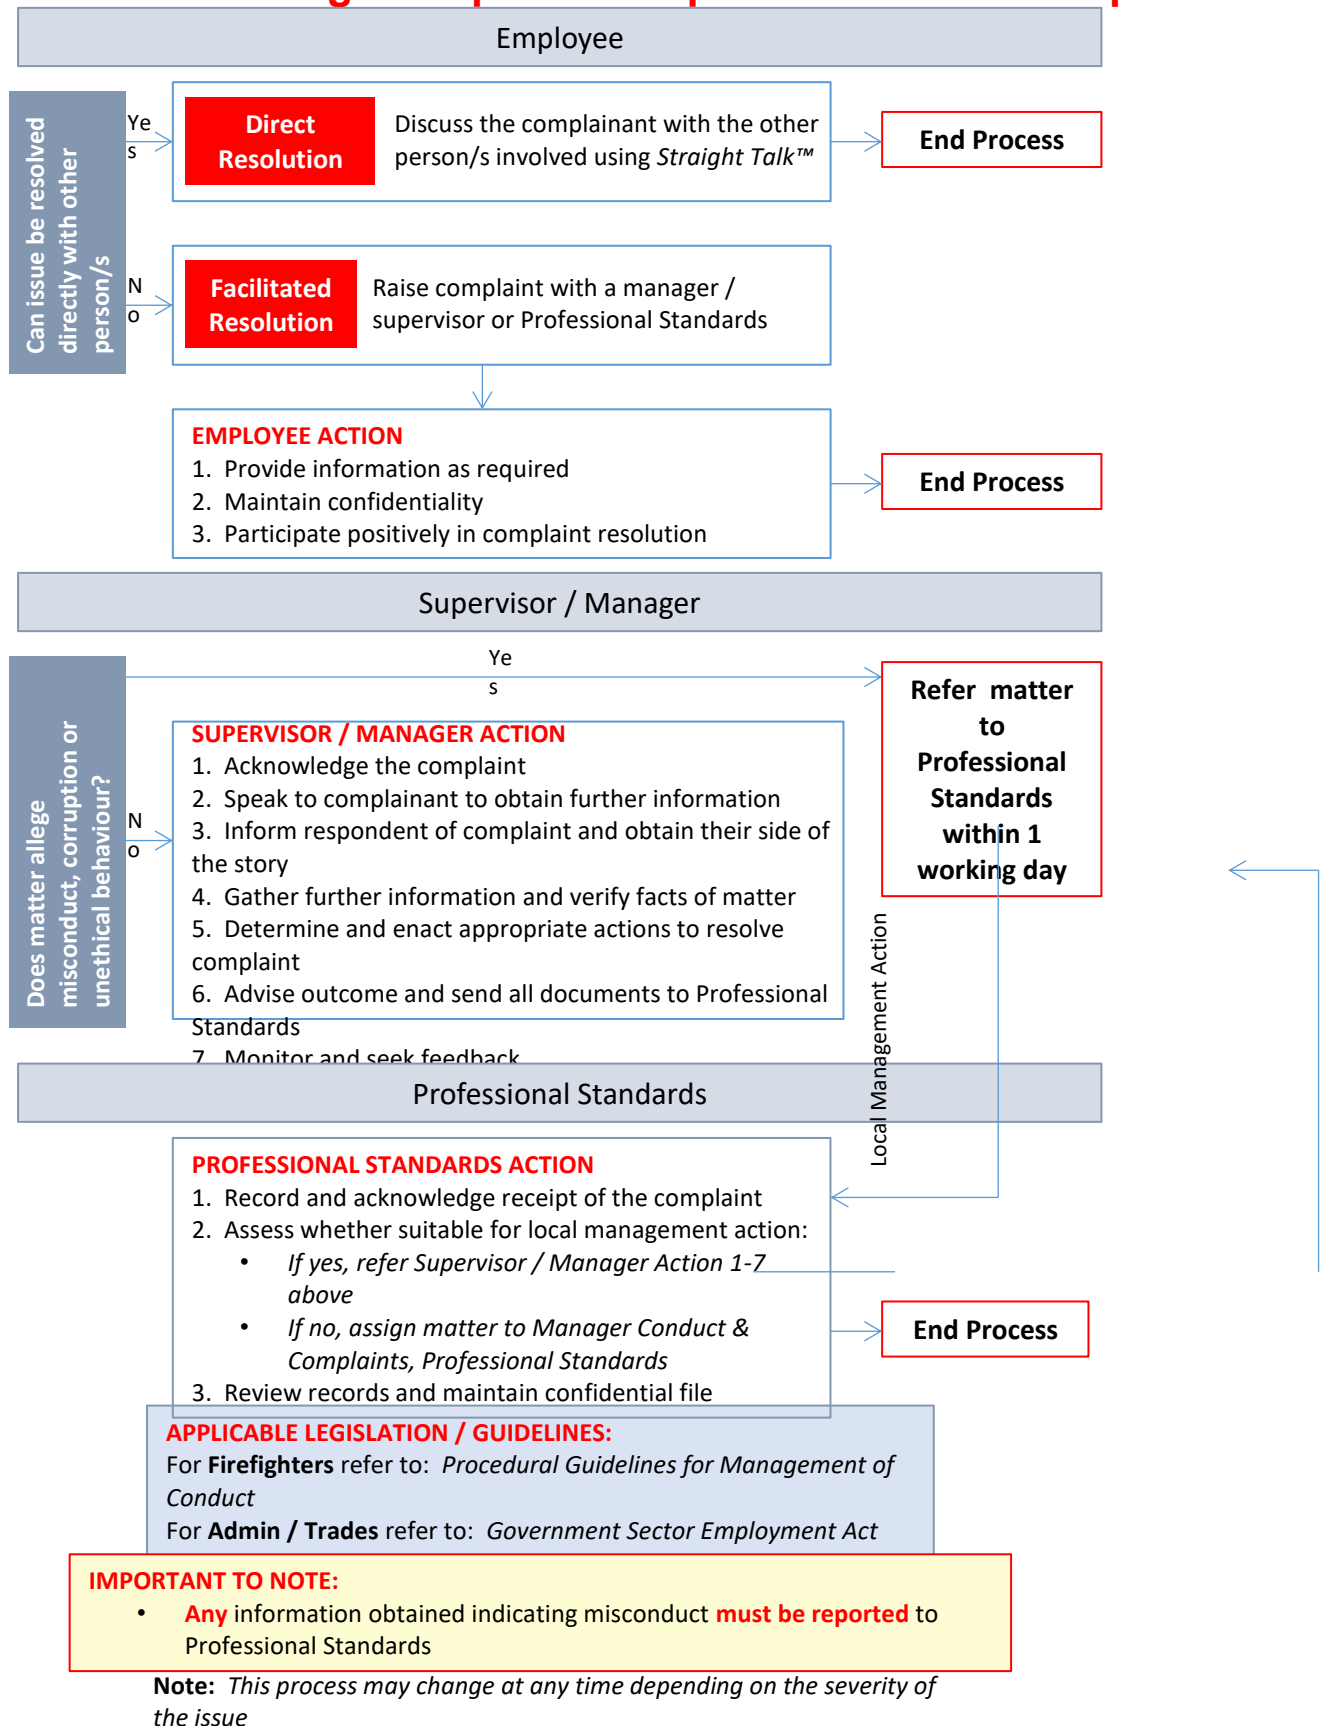 Employee
Can issue be resolved
directly with other
person/s
Ye
s
Direct
Resolution
Discuss the complainant with the other
person/s involved using Straight Talk™
End Process
N
o
Facilitated
Resolution
Raise complaint with a manager /
supervisor or Professional Standards
EMPLOYEE ACTION
1. Provide information as required
2. Maintain confidentiality
3. Participate positively in complaint resolution
End Process
Supervisor / Manager
Does matter allege
misconduct, corruption or
unethical behaviour?
Ye
s
Refer matter
to
Professional
Standards
within 1
working day
N
o
SUPERVISOR / MANAGER ACTION
1. Acknowledge the complaint
2. Speak to complainant to obtain further information
3. Inform respondent of complaint and obtain their side of
the story
4. Gather further information and verify facts of matter
5. Determine and enact appropriate actions to resolve
complaint
6. Advise outcome and send all documents to Professional
Standards
7. Monitor and seek feedback
Local Management Action
Professional Standards
PROFESSIONAL STANDARDS ACTION
1. Record and acknowledge receipt of the complaint
2. Assess whether suitable for local management action:
• If yes, refer Supervisor / Manager Action 1-7
above
• If no, assign matter to Manager Conduct &
Complaints, Professional Standards
3. Review records and maintain confidential file
End Process
APPLICABLE LEGISLATION / GUIDELINES:
For Firefighters refer to: Procedural Guidelines for Management of
Conduct
For Admin / Trades refer to: Government Sector Employment Act
IMPORTANT TO NOTE:
• Any information obtained indicating misconduct must be reported to
Professional Standards
Note: This process may change at any time depending on the severity of
the issue